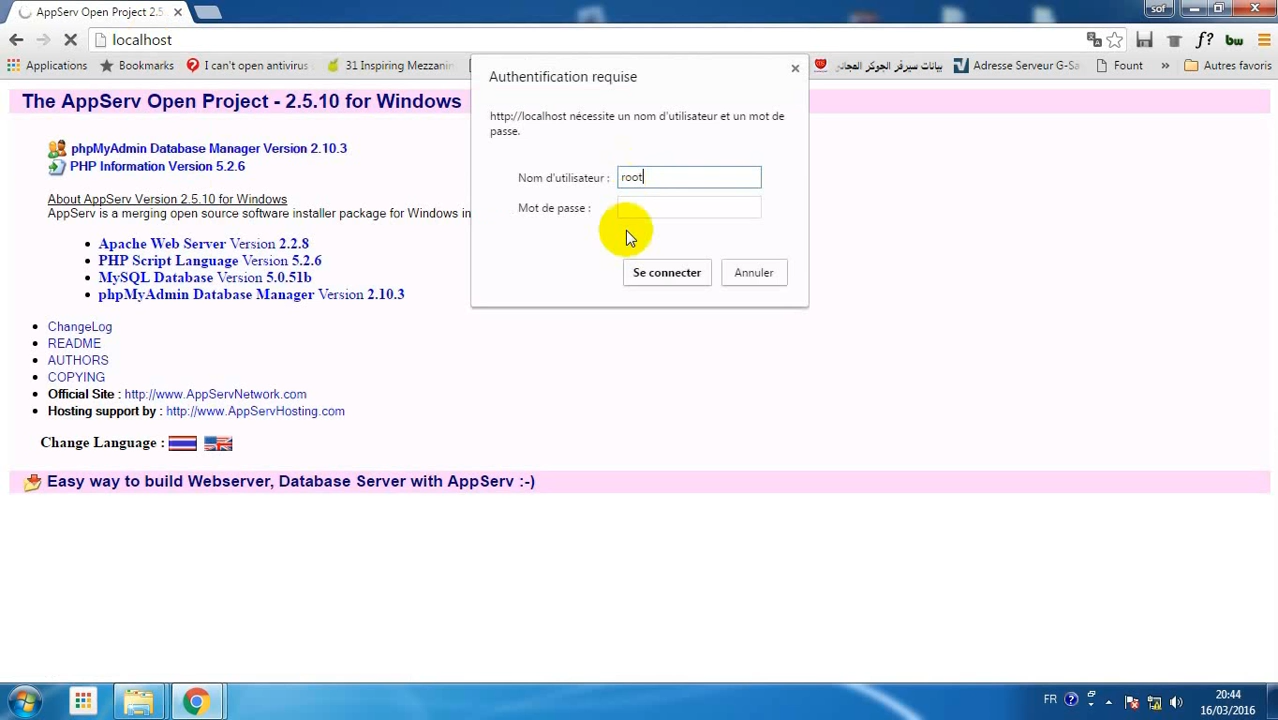 AppServ Open Project 2.5
sof
localhost
f?
bw
Applications
Bookmarks
I can't open antivirus
31 Inspiring Mezzanin
بيانات سيرفر الجوكر المجاني
Adresse Serveur G-Sa
Fount
»
Autres favoris
The AppServ Open Project - 2.5.10 for Windows
phpMyAdmin Database Manager Version 2.10.3
PHP Information Version 5.2.6
About AppServ Version 2.5.10 for Windows
AppServ is a merging open source software installer package for Windows in
Apache Web Server Version 2.2.8
PHP Script Language Version 5.2.6
MySQL Database Version 5.0.51b
phpMyAdmin Database Manager Version 2.10.3
ChangeLog
README
AUTHORS
COPYING
Official Site : http://www.AppServNetwork.com
Hosting support by : http://www.AppServHosting.com
Change Language :
Easy way to build Webserver, Database Server with AppServ :-)
Authentification requise
http://localhost nécessite un nom d'utilisateur et un mot de
passe.
Nom d'utilisateur : root
Mot de passe :
Se connecter
Annuler
FR
20:44
16/03/2016